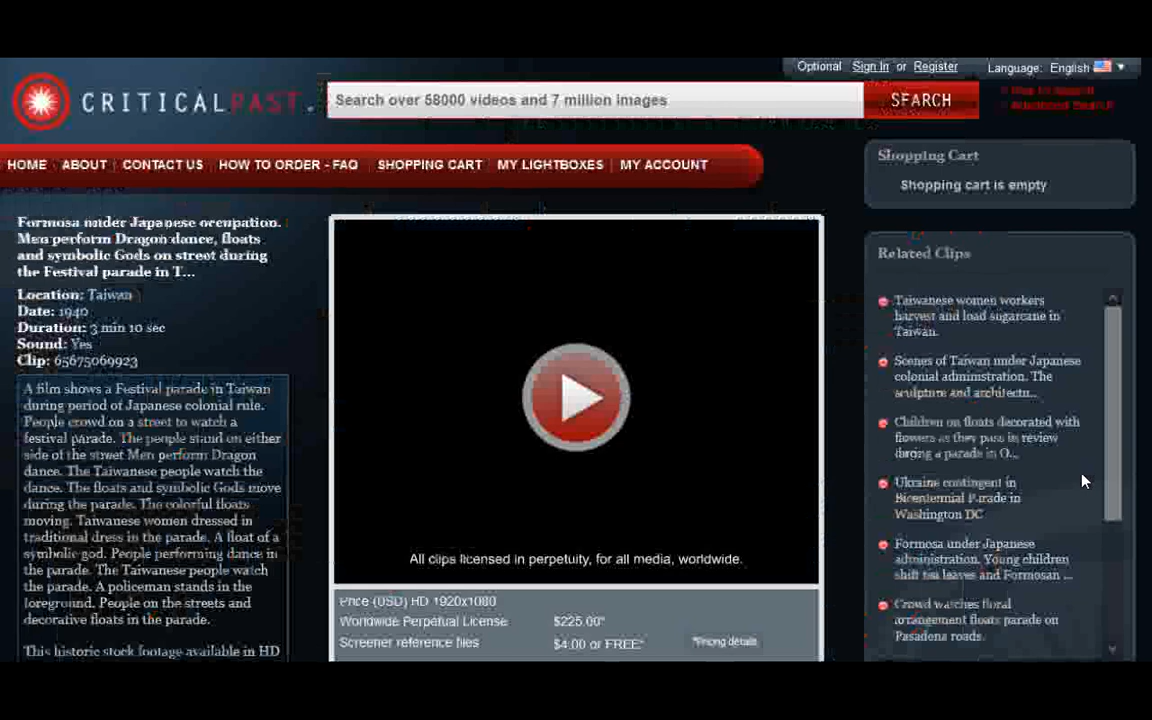 Optional Sign In or Register
Language: English
CRITICALPAST.
Search over 58000 videos and 7 million images
SEARCH
HOME ABOUT CONTACT US HOW TO ORDER - FAQ SHOPPING CART MY LIGHTBOXES MY ACCOUNT
Shopping Cart
Shopping cart is empty
Formosa under Japanese occupation.
Men perform Dragon dance, floats
and symbolic Gods on street during
the Festival parade in T...
Location: Taiwan
Date: 1940
Duration: 3 min 10 sec
Sound: Yes
Clip: 65675069923
A film shows a Festival parade in Taiwan
during period of Japanese colonial rule.
People crowd on a street to watch a
festival parade. The people stand on either
side of the street Men perform Dragon
dance. The Taiwanese people watch the
dance. The floats and symbolic Gods move
during the parade. The colorful floats
moving. Taiwanese women dressed in
traditional dress in the parade. A float of a
symbolic god. People performing dance in
the parade. The Taiwanese people watch
the parade. A policeman stands in the
foreground. People on the streets and
decorative floats in the parade.
This historic stock footage available in HD
All clips licensed in perpetuity, for all media, worldwide.
Price (USD) HD 1920x1080
Worldwide Perpetual License $225.00*
Screener reference files $4.00 or FREE* *Pricing details
Related Clips
Taiwanese women workers
harvest and load sugarcane in
Taiwan.
Scenes of Taiwan under Japanese
colonial administration. The
sculpture and architectu...
Children on floats decorated with
flowers as they pass in review
during a parade in O...
Ukraine contingent in
Bicentennial Parade in
Washington DC
Formosa under Japanese
administration. Young children
shift tea leaves and Formosan ...
Crowd watches floral
arrangement floats parade on
Pasadena roads.